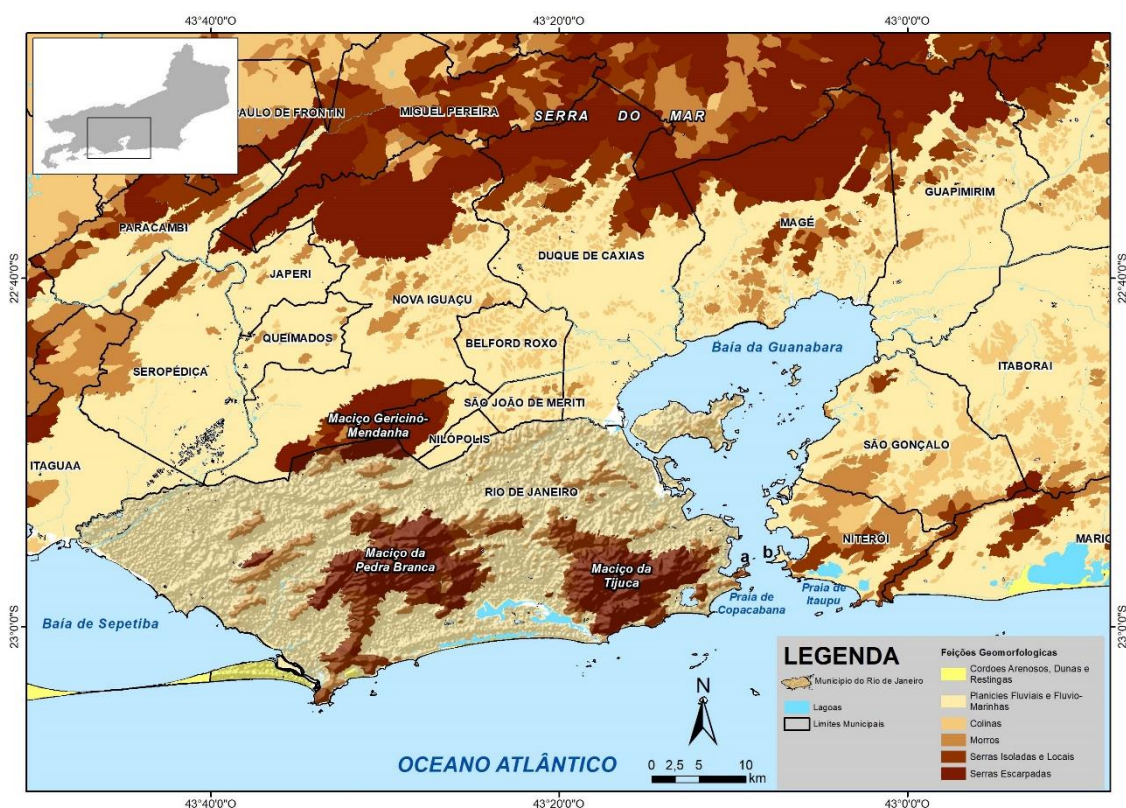 43°40'0"O
43°20'0"O
43°0'0"O
PAULO DE FRONTIN
MIGUEL PEREIRA
SERRA DO MAR
GUAPIMIRIM
PARACAMBI
MAGÉ
22°40'0"S
22°40'0"S
JAPERI
DUQUE DE CAXIAS
NOVA IGUAÇU
QUEIMADOS
BELFORD ROXO
Baía da Guanabara
SEROPÉDICA
ITABORAI
SÃO JOÃO DE MERITI
Maciço Gericinó-
Mendanha
NILÓPOLIS
SÃO GONÇALO
ITAGUAA
RIO DE JANEIRO
NITERÓI
MARIC
Maciço da
Pedra Branca
Maciço da
Tijuca
a
b
Praia de
Copacabana
Praia de
Itaupu
Baía de Sepetiba
23°0'0"S
23°0'0"S
OCEANO ATLÂNTICO
N
0 2,5 5 10
km
LEGENDA
Municipio do Rio de Janeiro
Lagoas
Limites Municipais
Feições Geomorfologicas
Cordoes Arenosos, Dunas e
Restingas
Planicies Fluviais e Fluvio-
Marinhas
Colinas
Morros
Serras Isoladas e Locais
Serras Escarpadas
43°40'0"O
43°20'0"O
43°0'0"O